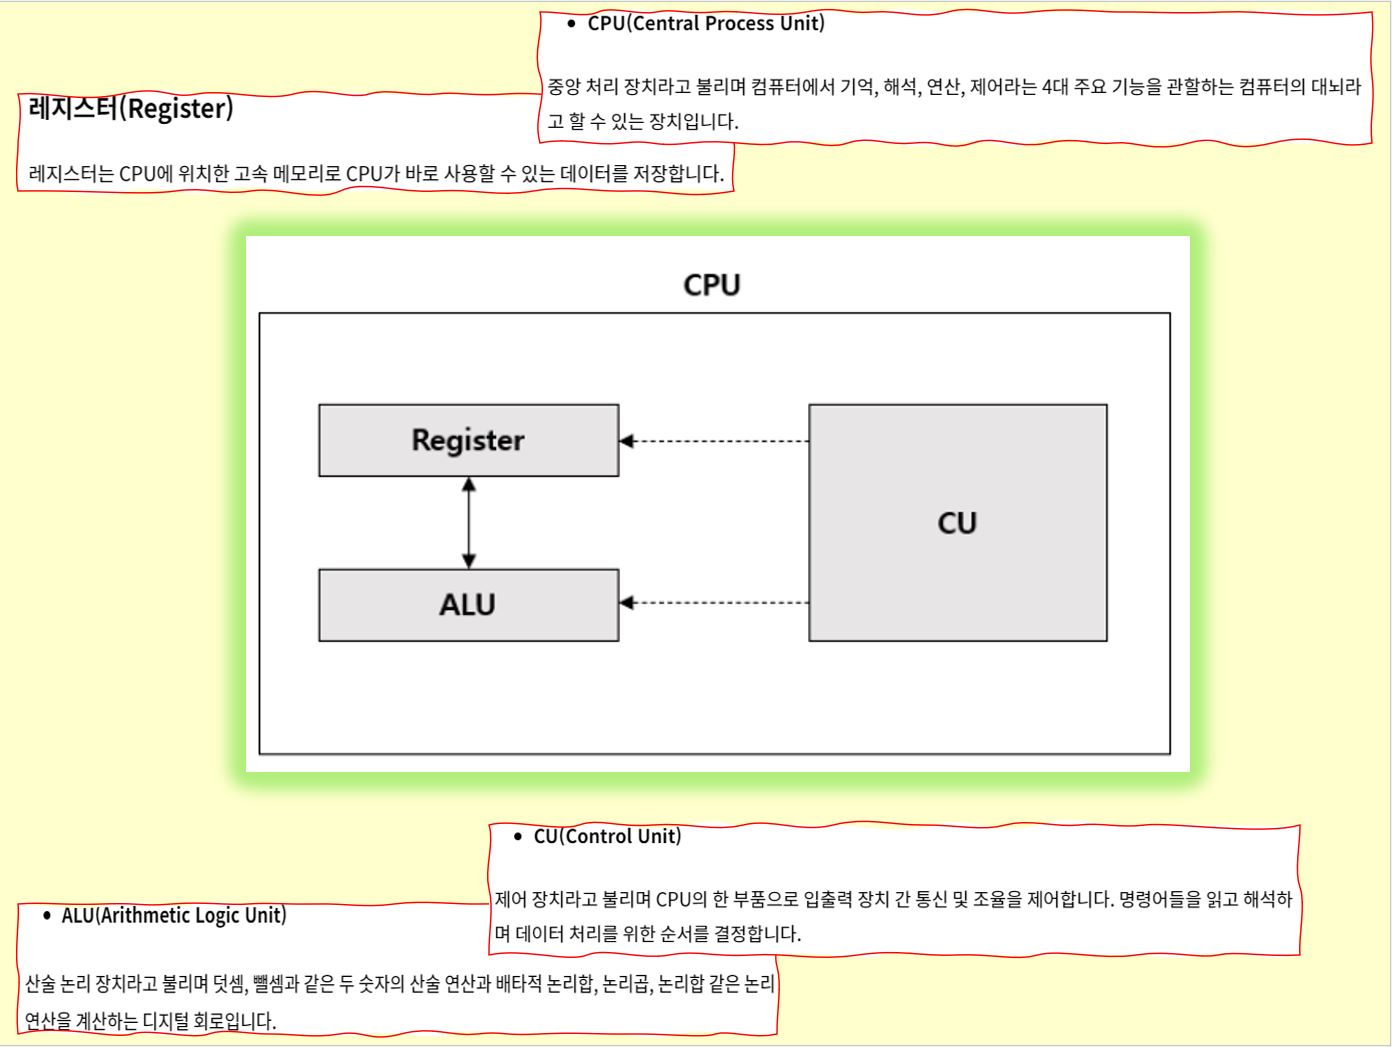 • CPU(Central Process Unit)
중앙 처리 장치라고 불리며 컴퓨터에서 기억, 해석, 연산, 제어라는 4대 주요 기능을 관할하는 컴퓨터의 대뇌라
고 할 수 있는 장치입니다.
레지스터(Register)
레지스터는 CPU에 위치한 고속 메모리로 CPU가 바로 사용할 수 있는 데이터를 저장합니다.
CPU
Register
CU
ALU
• CU(Control Unit)
제어 장치라고 불리며 CPU의 한 부품으로 입출력 장치 간 통신 및 조율을 제어합니다. 명령어들을 읽고 해석하
며 데이터 처리를 위한 순서를 결정합니다.
• ALU(Arithmetic Logic Unit)
산술 논리 장치라고 불리며 덧셈, 뺄셈과 같은 두 숫자의 산술 연산과 배타적 논리합, 논리곱, 논리합 같은 논리
연산을 계산하는 디지털 회로입니다.